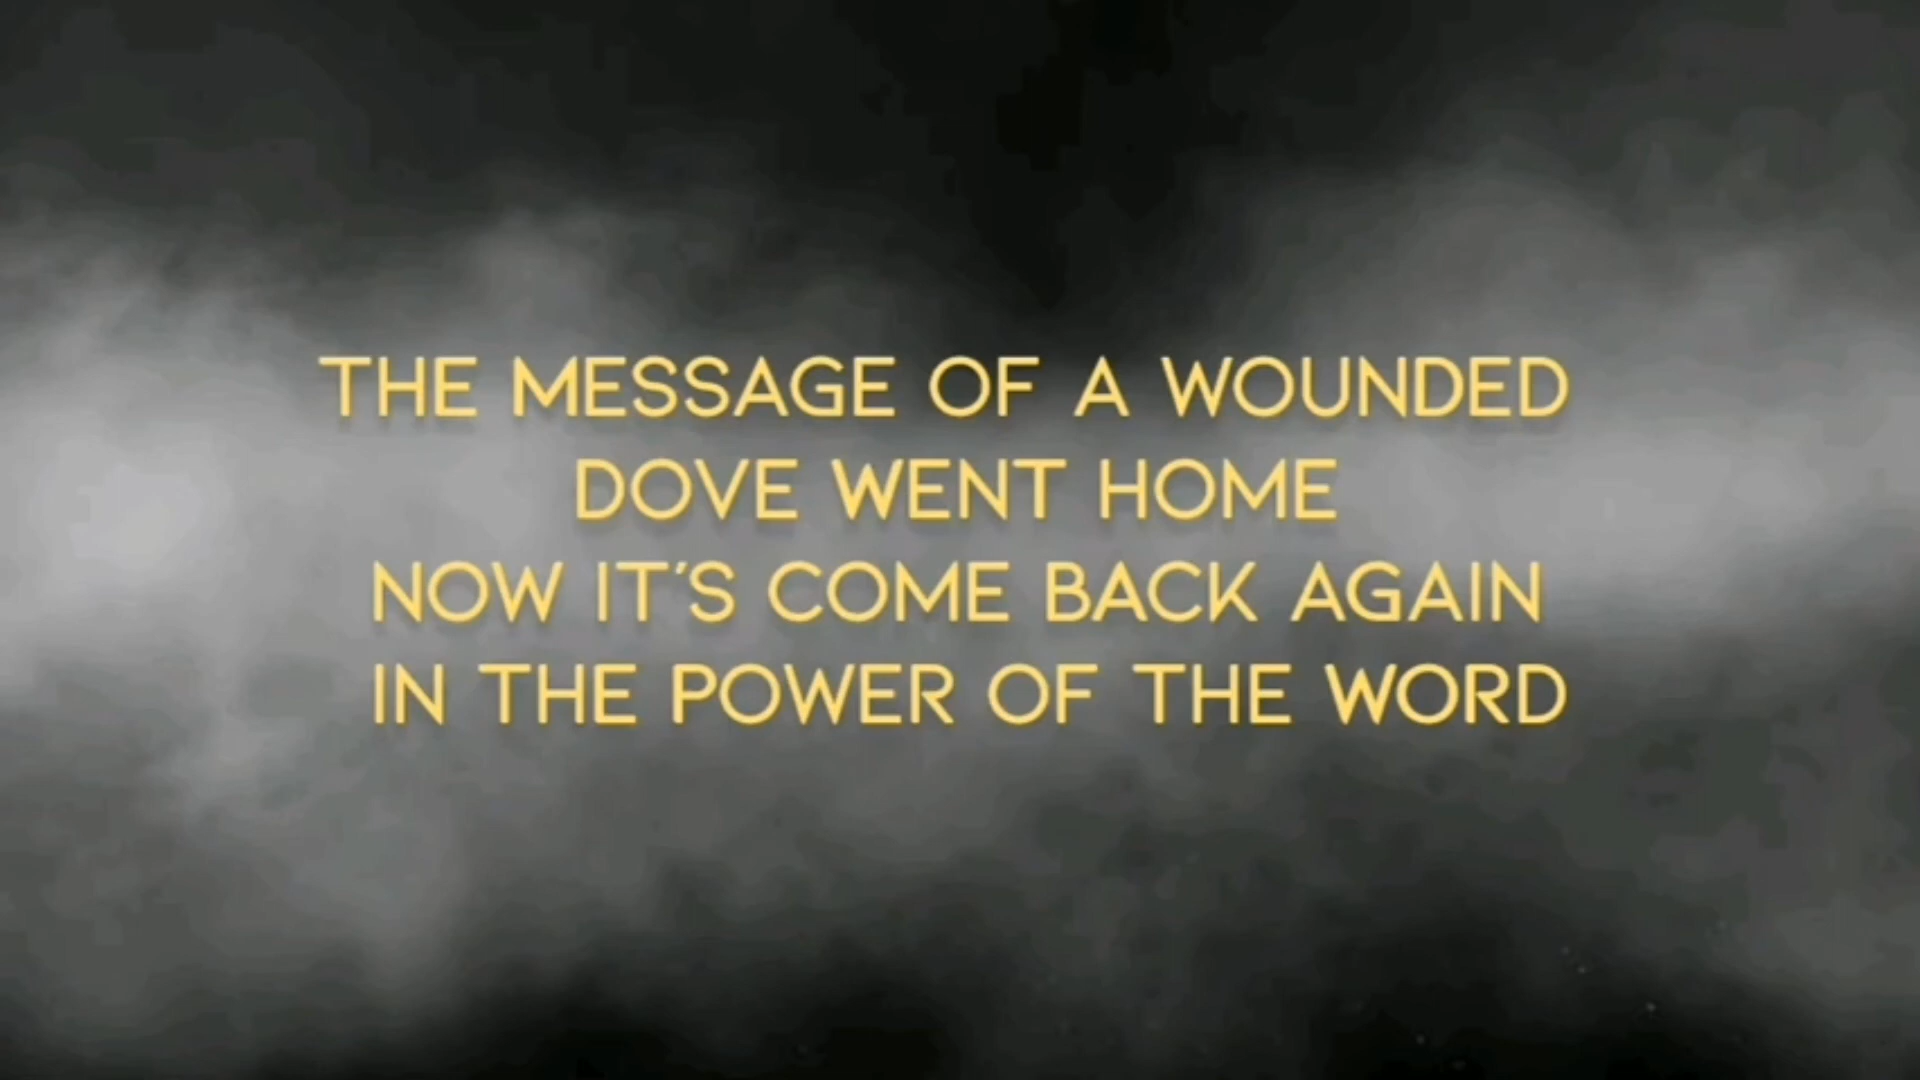 THE MESSAGE OF A WOUNDED
DOVE WENT HOME
NOW IT'S COME BACK AGAIN
IN THE POWER OF THE WORD